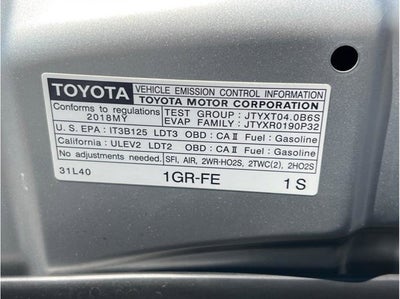 TOYOTA VEHICLE EMISSION CONTROL INFORMATION
TOYOTA MOTOR CORPORATION
Conforms to regulations : 2018MY
TEST GROUP : JTYXT04.0B6S
EVAP FAMILY : JTYXR0190P32
U. S. EPA : IT3B125 LDT3 OBD : CA II Fuel : Gasoline
California : ULEV2 LDT2 OBD : CA II Fuel : Gasoline
No adjustments needed. SFI, AIR, 2WR-HO2S, 2TWC(2), 2HO2S
31L40 1GR-FE 1 S